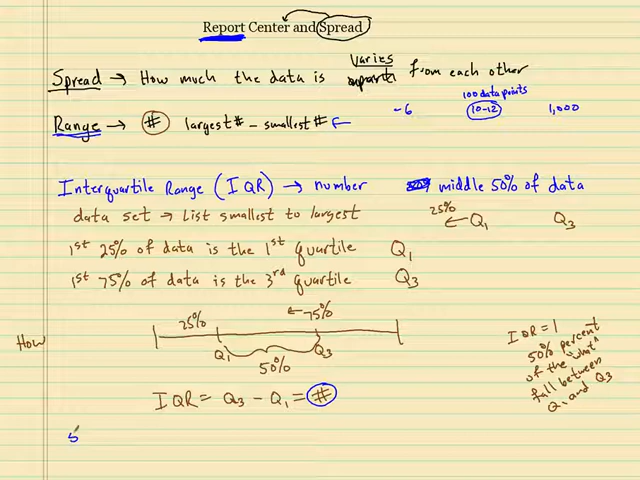 Report Center and Spread
Spread → How much the data is varies from each other
100 data points
Range → # largest # - smallest # ←
-6 10-12 1,000
Interquartile Range (IQR) → number middle 50% of data
data set → List smallest to largest
25%
← Q1 Q3
1st 25% of data is the 1st quartile Q1
1st 75% of data is the 3rd quartile Q3
25% ← 75%
How
Q1 Q3
50%
IQR = 1
50% percent
of the "what"
fall between
Q1 and Q3
IQR = Q3 - Q1 = #